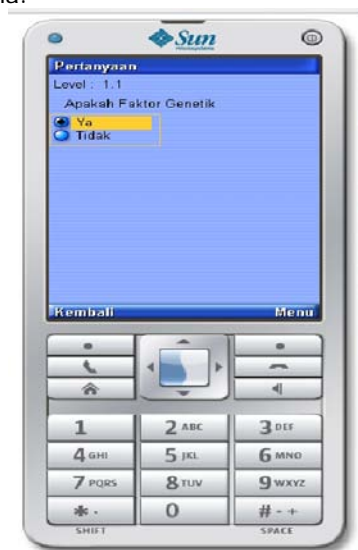 na.
Sun
Pertanyaan
Level : 1.1
Apakah Faktor Genetik
Ya
Tidak
Kembali Menu
1 2 ABC 3 DEF
4 GHI 5 JKL 6 MNO
7 PQRS 8 TUV 9 WXYZ
* . 0 # - +
SHIFT SPACE